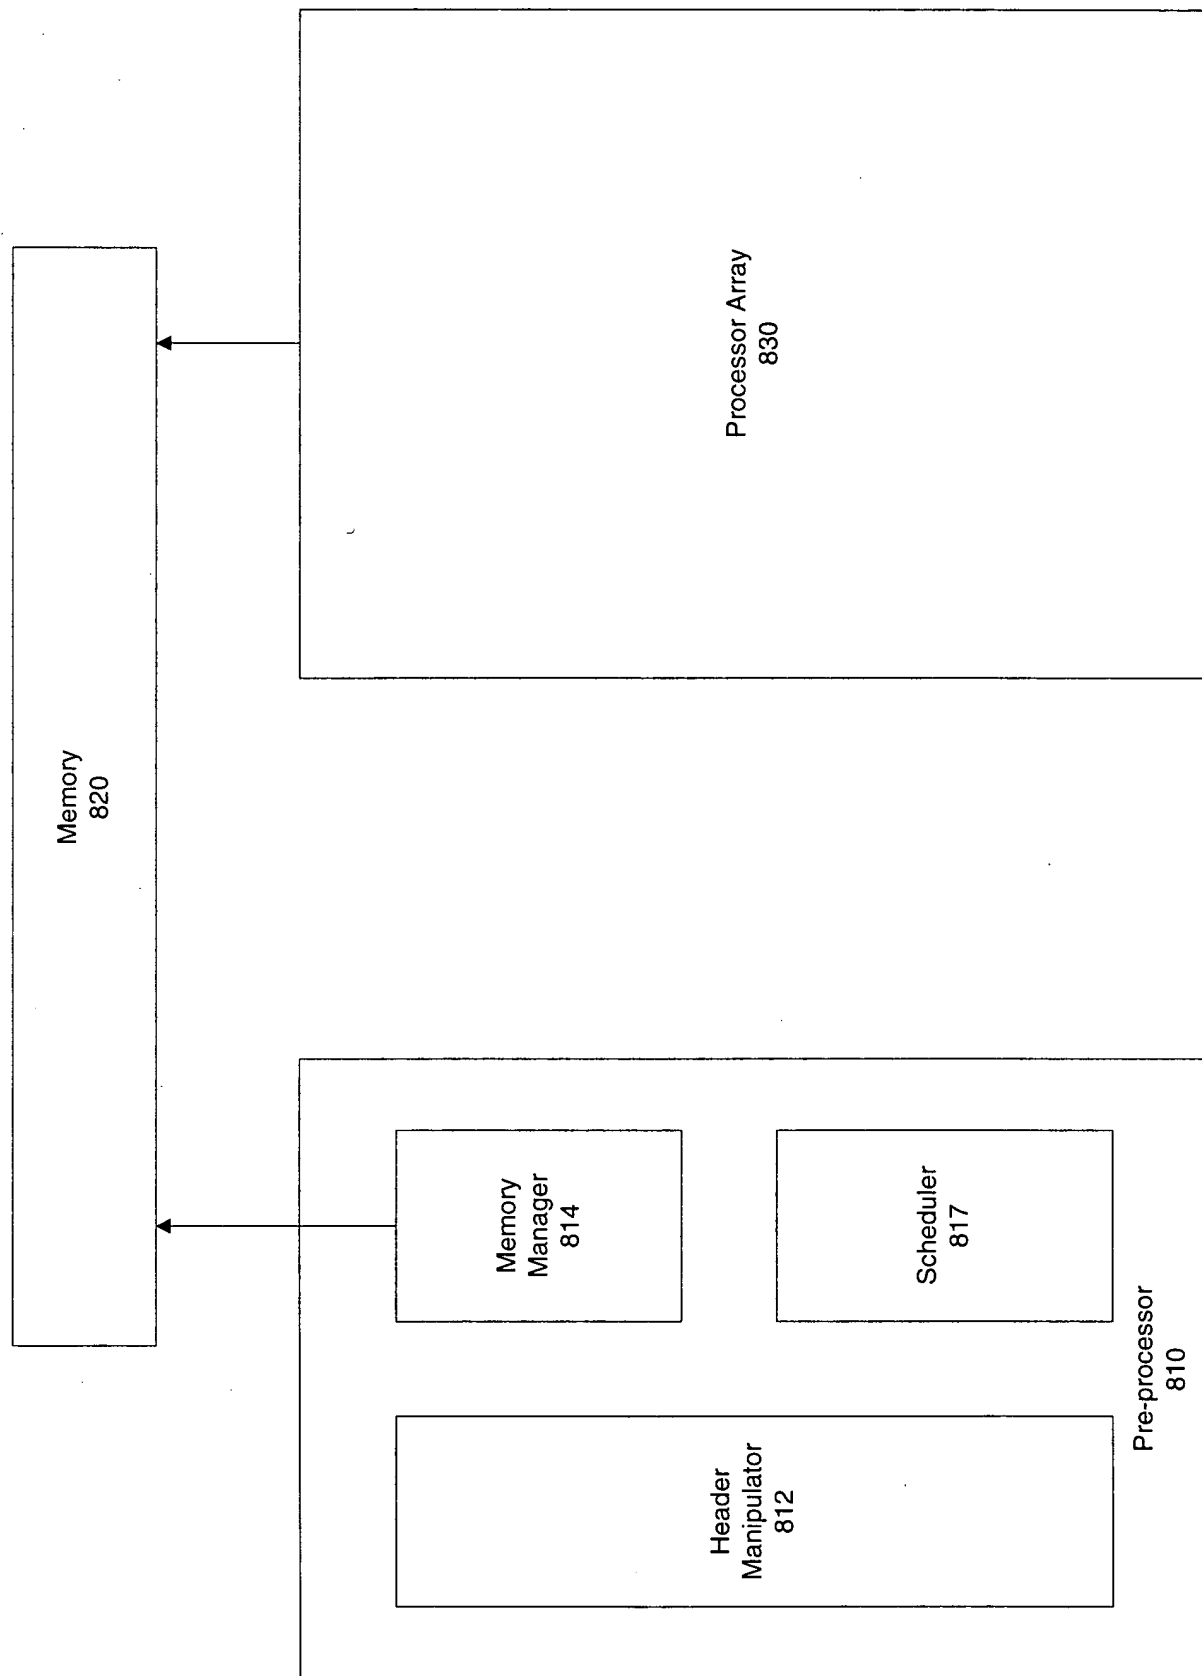 Memory
820
Header
Manipulator
812
Memory
Manager
814
Scheduler
817
Pre-processor
810
Processor Array
830